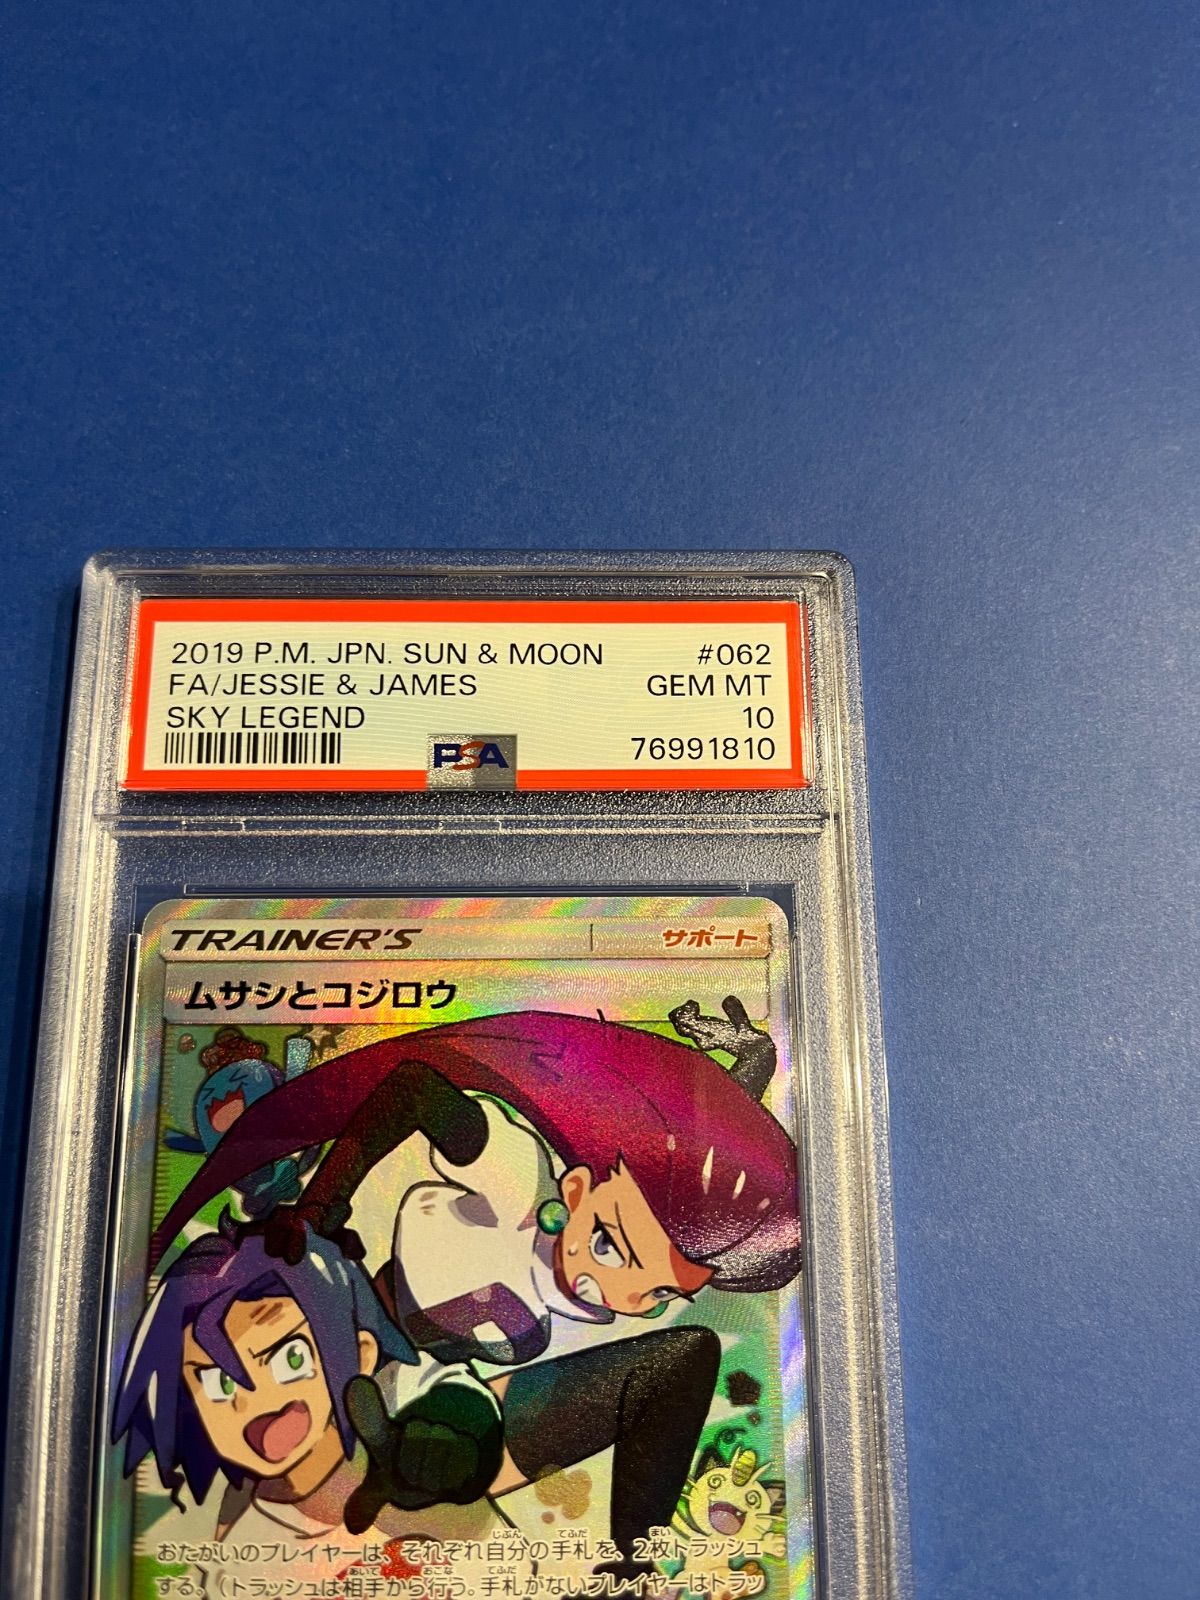 2019 P.M. JPN. SUN & MOON #062
FA/JESSIE & JAMES GEM MT
SKY LEGEND 10
PSA 76991810
TRAINER'S サポート
ムサシとコジロウ
おたがいのプレイヤーは、それぞれ自分の手札を、2枚トラッシュ
する。(トラッシュは相手から行う。手札がないプレイヤーはトラッ